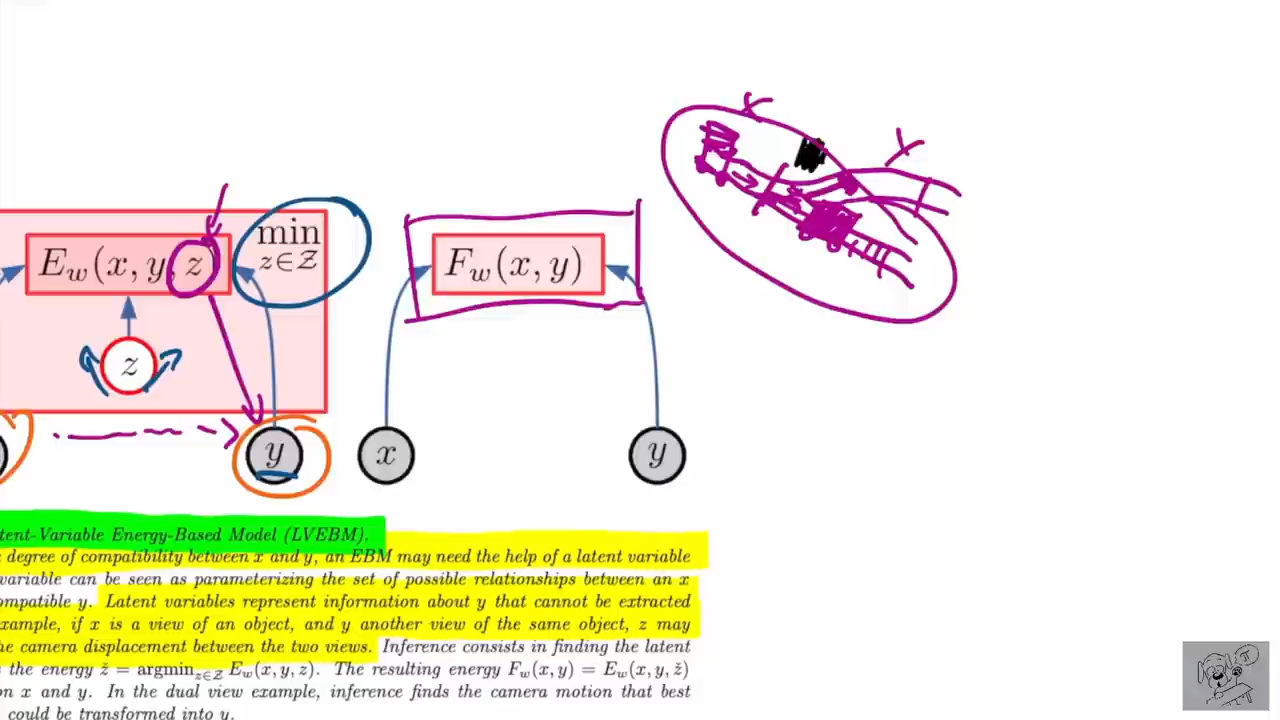 X
Y
E_w(x, y, z)
min
z∈𝒵
F_w(x, y)
z
y
x
y
tent-Variable Energy-Based Model (LVEBM).
degree of compatibility between x and y, an EBM may need the help of a latent variable
variable can be seen as parameterizing the set of possible relationships between an x
ompatible y. Latent variables represent information about y that cannot be extracted
xample, if x is a view of an object, and y another view of the same object, z may
he camera displacement between the two views. Inference consists in finding the latent
s the energy ž = argmin_{z∈𝒵} E_w(x, y, z). The resulting energy F_w(x, y) = E_w(x, y, ž)
on x and y. In the dual view example, inference finds the camera motion that best
could be transformed into y.